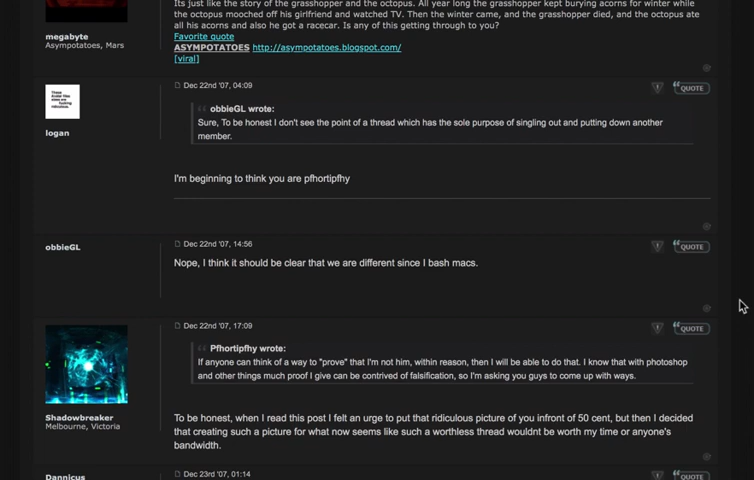 Its just like the story of the grasshopper and the octopus. All year long the grasshopper kept burying acorns for winter while
the octopus mooched off his girlfriend and watched TV. Then the winter came, and the grasshopper died, and the octopus ate
all his acorns and also he got a racecar. Is any of this getting through to you?
megabyte
Favorite quote
Asympotatoes, Mars
ASYMPOTATOES http://asympotatoes.blogspot.com/
[viral]
Dec 22nd '07, 04:09
QUOTE
obbieGL wrote:
Sure, To be honest I don't see the point of a thread which has the sole purpose of singling out and putting down another
member.
logan
I'm beginning to think you are pfhortipfhy
obbieGL
Dec 22nd '07, 14:56
QUOTE
Nope, I think it should be clear that we are different since I bash macs.
Dec 22nd '07, 17:09
QUOTE
Pfhortipfhy wrote:
If anyone can think of a way to "prove" that I'm not him, within reason, then I will be able to do that. I know that with photoshop
and other things much proof I give can be contrived of falsification, so I'm asking you guys to come up with ways.
Shadowbreaker
Melbourne, Victoria
To be honest, when I read this post I felt an urge to put that ridiculous picture of you infront of 50 cent, but then I decided
that creating such a picture for what now seems like such a worthless thread wouldnt be worth my time or anyone's
bandwidth.
Dannicus
Dec 23rd '07, 01:14
QUOTE